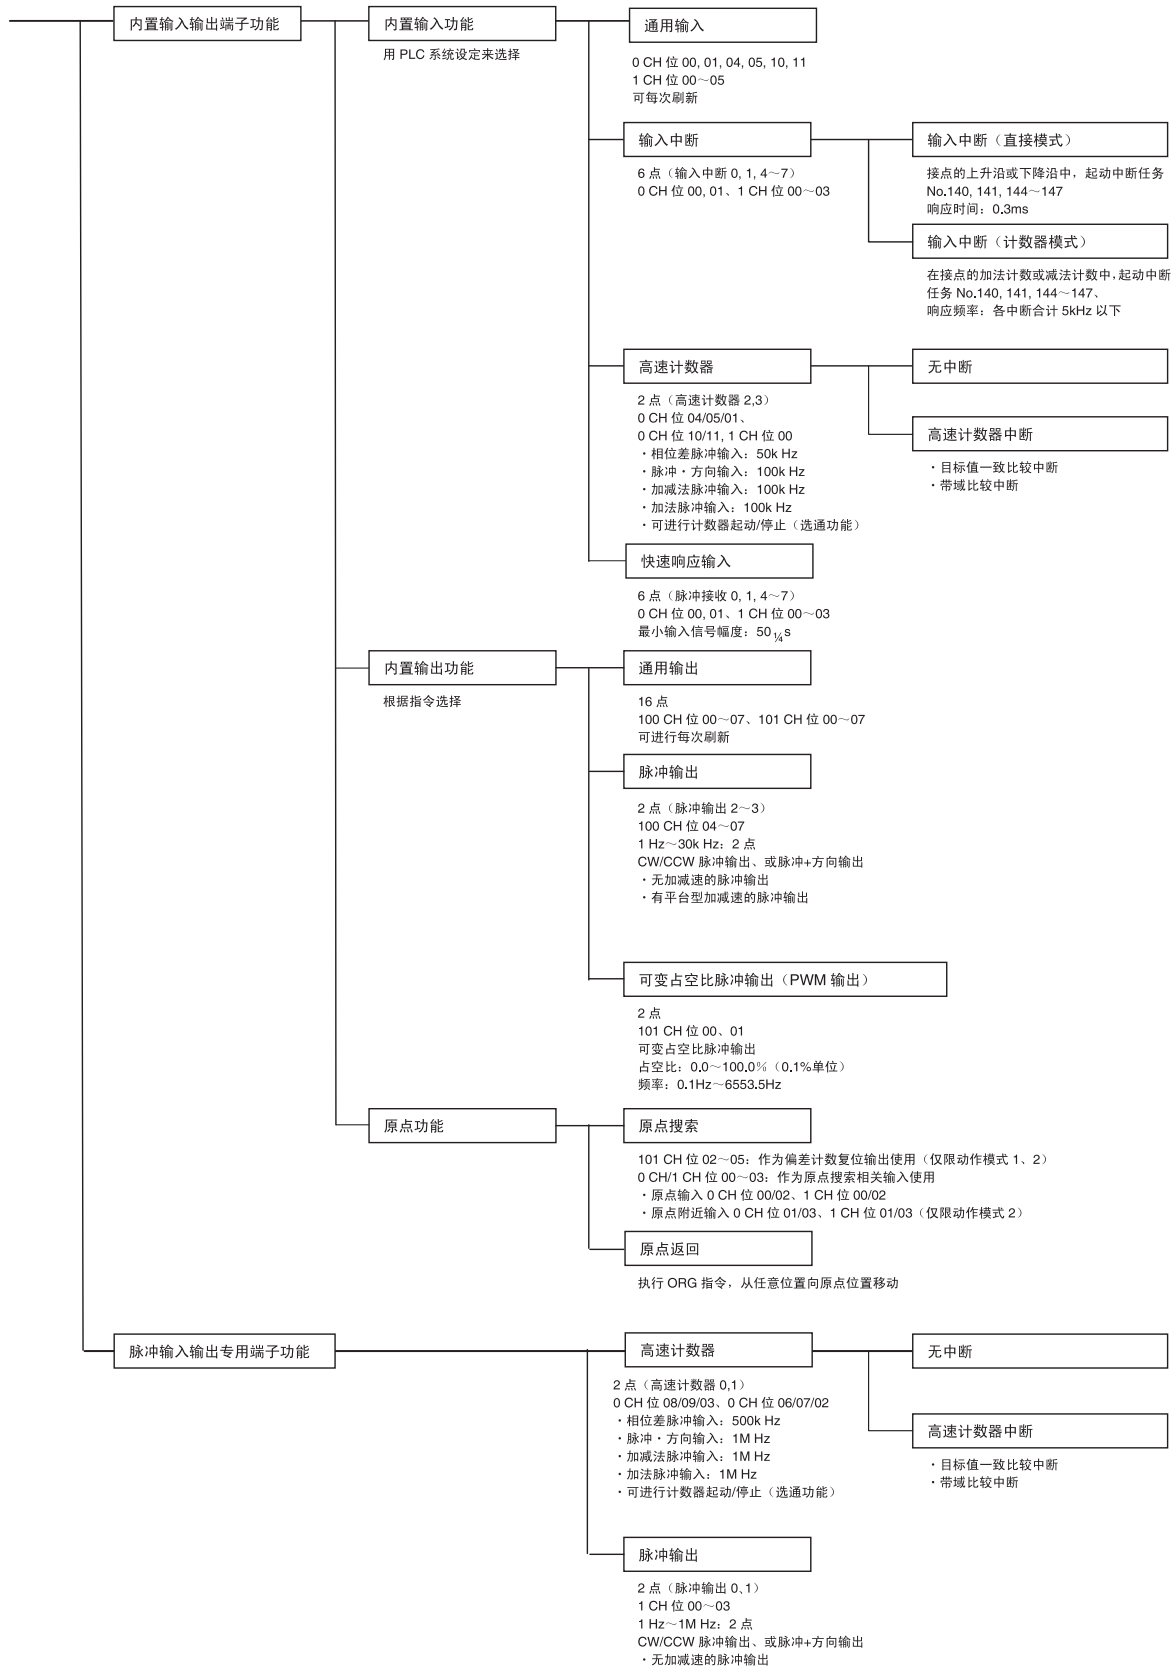 内置输入输出端子功能
内置输入功能
用 PLC 系统设定来选择
通用输入
0 CH 位 00, 01, 04, 05, 10, 11
1 CH 位 00～05
可每次刷新
输入中断
6 点（输入中断 0, 1, 4～7）
0 CH 位 00, 01、1 CH 位 00～03
输入中断（直接模式）
接点的上升沿或下降沿中，起动中断任务
No.140, 141, 144～147
响应时间：0.3ms
输入中断（计数器模式）
在接点的加法计数或减法计数中，起动中断
任务 No.140, 141, 144～147、
响应频率：各中断合计 5kHz 以下
高速计数器
2 点（高速计数器 2,3）
0 CH 位 04/05/01、
0 CH 位 10/11, 1 CH 位 00
・相位差脉冲输入：50k Hz
・脉冲・方向输入：100k Hz
・加减法脉冲输入：100k Hz
・加法脉冲输入：100k Hz
・可进行计数器起动/停止（选通功能）
无中断
高速计数器中断
・目标值一致比较中断
・带域比较中断
快速响应输入
6 点（脉冲接收 0, 1, 4～7）
0 CH 位 00, 01、1 CH 位 00～03
最小输入信号幅度：50¼s
内置输出功能
根据指令选择
通用输出
16 点
100 CH 位 00～07、101 CH 位 00～07
可进行每次刷新
脉冲输出
2 点（脉冲输出 2～3）
100 CH 位 04～07
1 Hz～30k Hz：2 点
CW/CCW 脉冲输出、或脉冲+方向输出
・无加减速的脉冲输出
・有平台型加减速的脉冲输出
可变占空比脉冲输出（PWM 输出）
2 点
101 CH 位 00、01
可变占空比脉冲输出
占空比：0.0～100.0％（0.1%单位）
频率：0.1Hz～6553.5Hz
原点功能
原点搜索
101 CH 位 02～05：作为偏差计数复位输出使用（仅限动作模式 1、2）
0 CH/1 CH 位 00～03：作为原点搜索相关输入使用
・原点输入 0 CH 位 00/02、1 CH 位 00/02
・原点附近输入 0 CH 位 01/03、1 CH 位 01/03（仅限动作模式 2）
原点返回
执行 ORG 指令，从任意位置向原点位置移动
脉冲输入输出专用端子功能
高速计数器
2 点（高速计数器 0,1）
0 CH 位 08/09/03、0 CH 位 06/07/02
・相位差脉冲输入：500k Hz
・脉冲・方向输入：1M Hz
・加减法脉冲输入：1M Hz
・加法脉冲输入：1M Hz
・可进行计数器起动/停止（选通功能）
无中断
高速计数器中断
・目标值一致比较中断
・带域比较中断
脉冲输出
2 点（脉冲输出 0、1）
1 CH 位 00～03
1 Hz～1M Hz：2 点
CW/CCW 脉冲输出、或脉冲+方向输出
・无加减速的脉冲输出